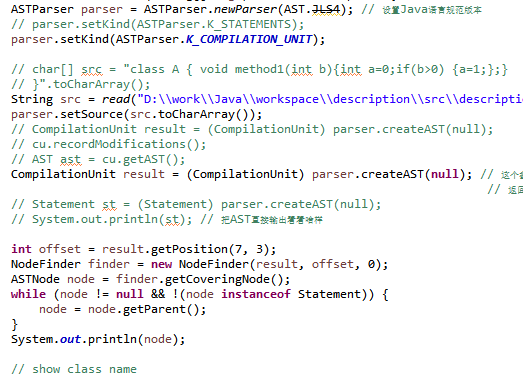 ASTParser parser = ASTParser.newParser(AST.JLS4); // 设置Java语言规范版本
// parser.setKind(ASTParser.K_STATEMENTS);
parser.setKind(ASTParser.K_COMPILATION_UNIT);
// char[] src = "class A { void method1(int b){int a=0;if(b>0) {a=1;};}
// }".toCharArray();
String src = read("D:\\work\\Java\\workspace\\description\\src\\descriptio
parser.setSource(src.toCharArray());
// CompilationUnit result = (CompilationUnit) parser.createAST(null);
// cu.recordModifications();
// AST ast = cu.getAST();
CompilationUnit result = (CompilationUnit) parser.createAST(null); // 这个
// 返回
// Statement st = (Statement) parser.createAST(null);
// System.out.println(st); // 把AST直接输出看看啥样
int offset = result.getPosition(7, 3);
NodeFinder finder = new NodeFinder(result, offset, 0);
ASTNode node = finder.getCoveringNode();
while (node != null && !(node instanceof Statement)) {
node = node.getParent();
}
System.out.println(node);
// show class name